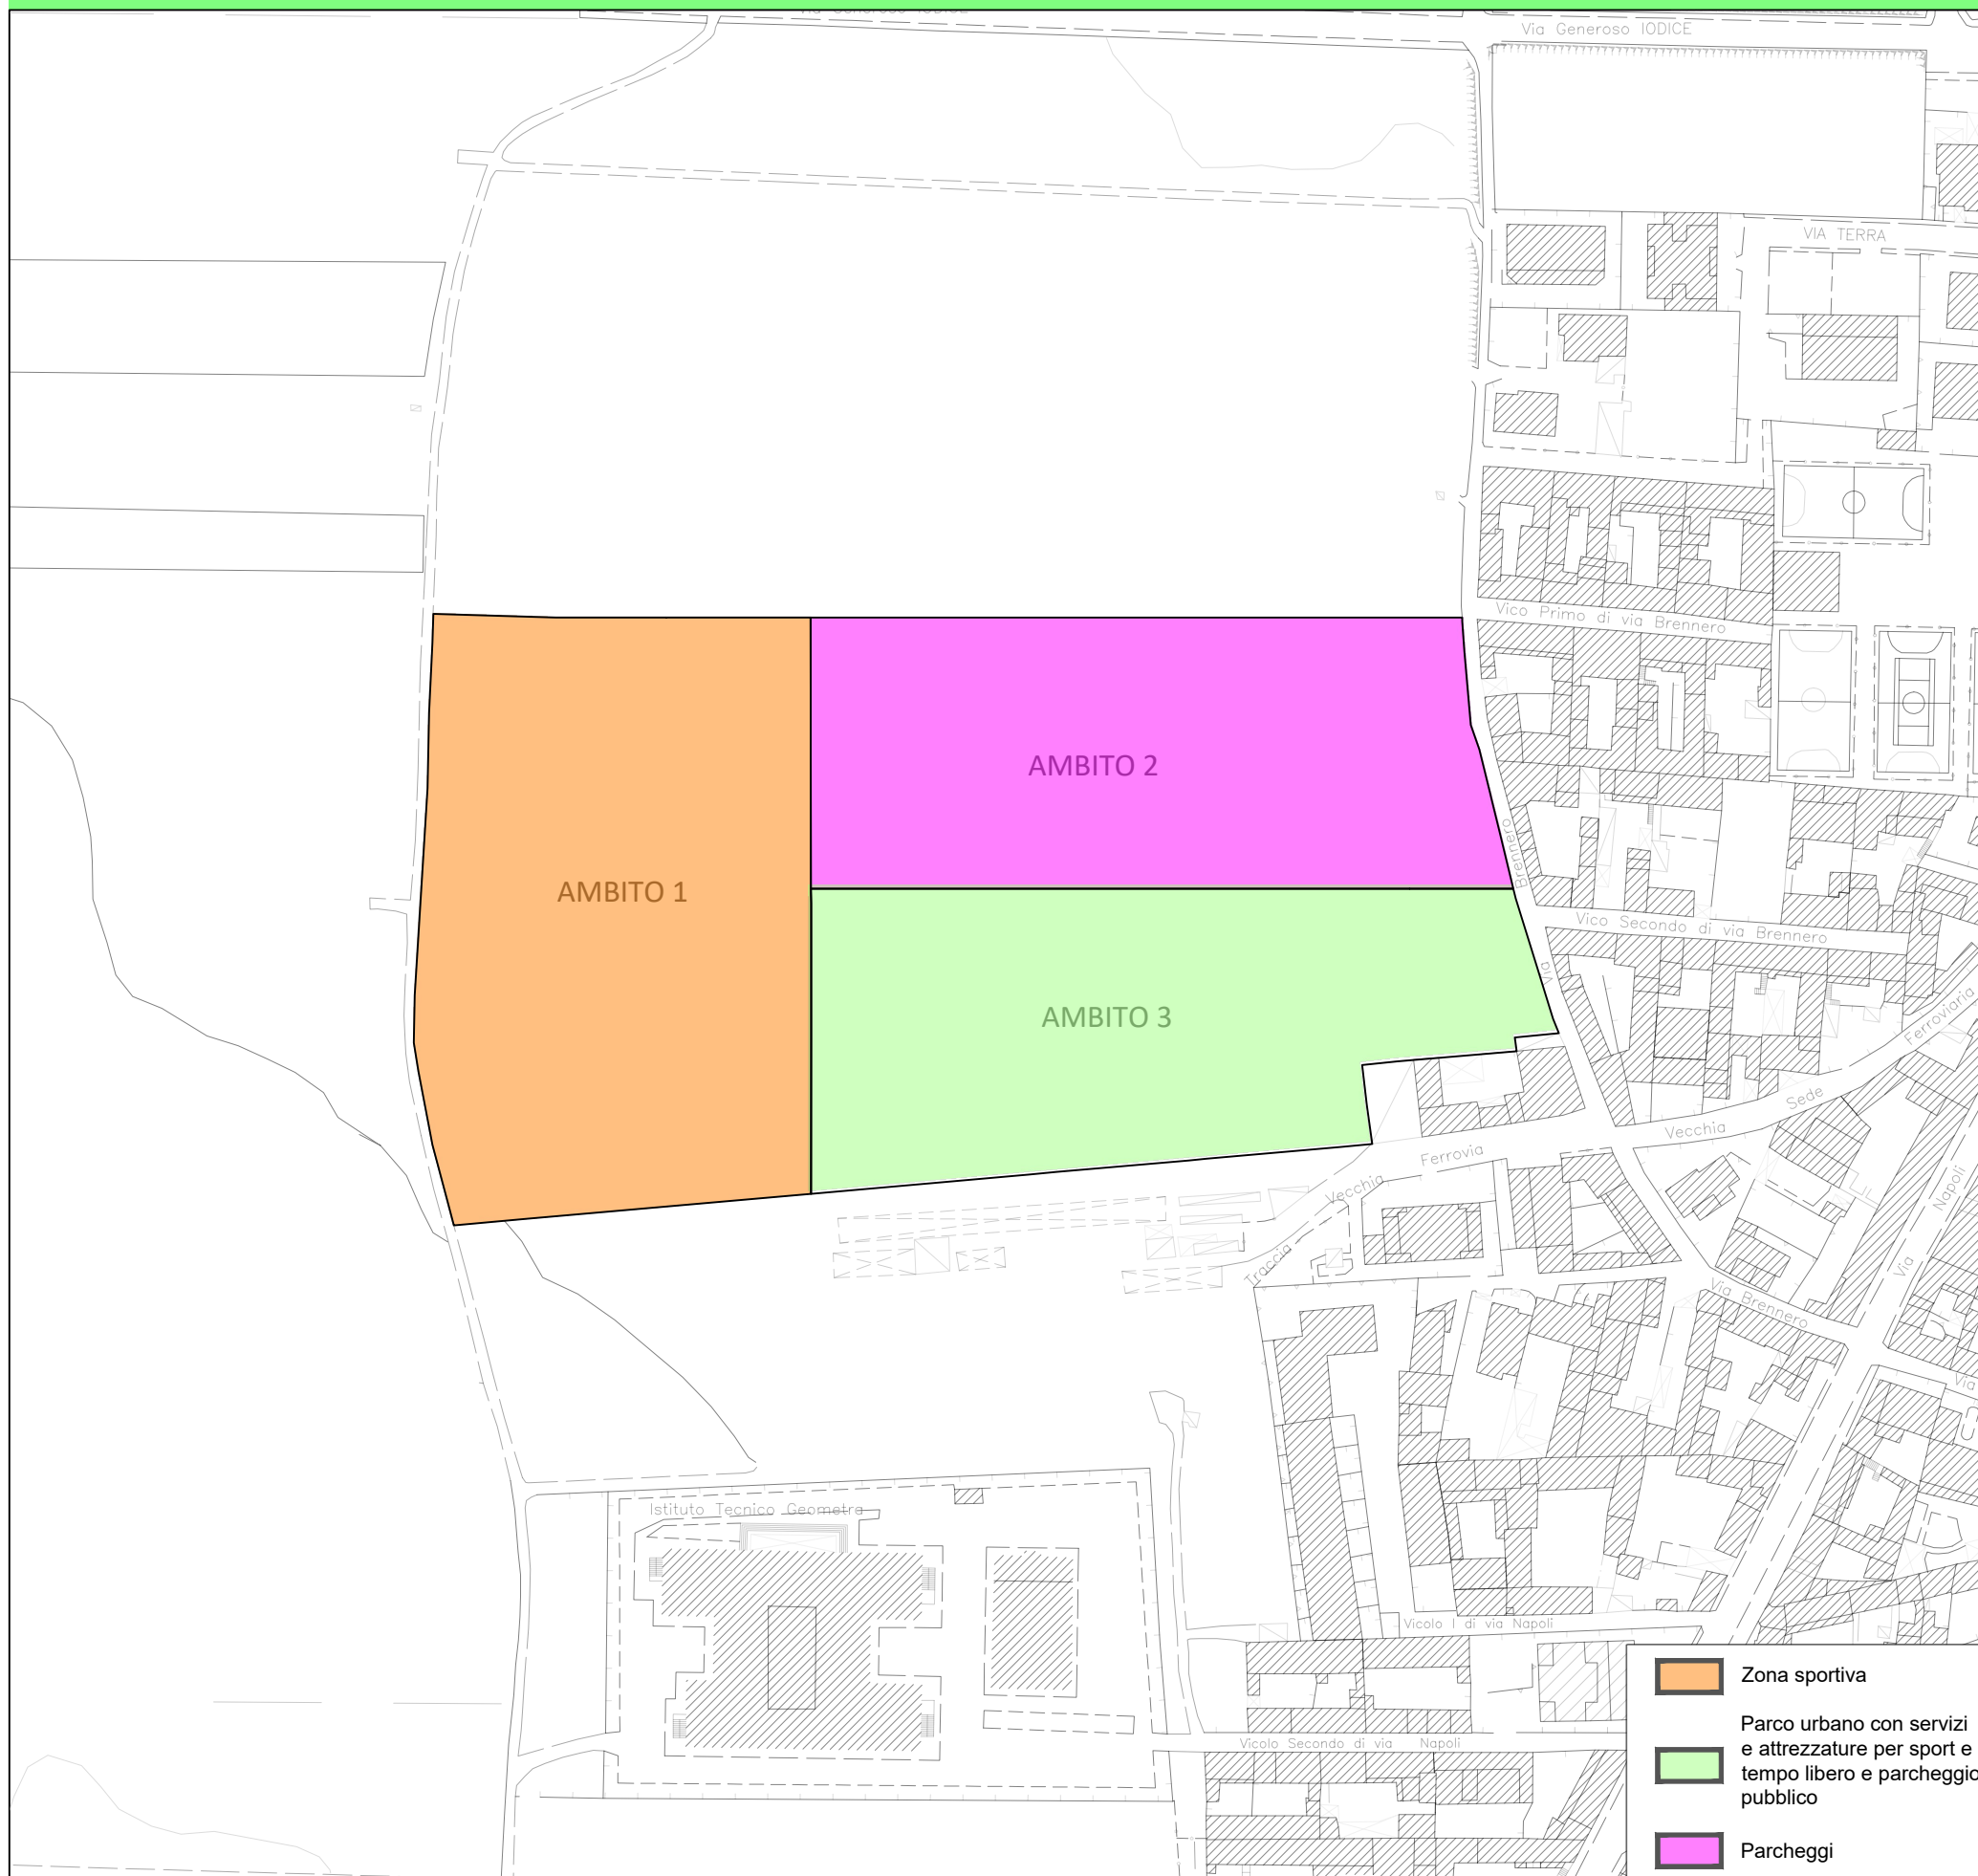 Via Generoso IODICE
Via Generoso IODICE
VIA TERRA
Vico Primo di via Brennero
AMBITO 2
AMBITO 1
Via Brennero
Vico Secondo di via Brennero
AMBITO 3
Vecchia Sede Ferroviaria
Traccia Vecchia Ferrovia
Via Napoli
Via Brennero
Via
Istituto Tecnico Geometra
Vicolo I di via Napoli
Vicolo Secondo di via Napoli
Zona sportiva
Parco urbano con servizi
e attrezzature per sport e
tempo libero e parcheggio
pubblico
Parcheggi